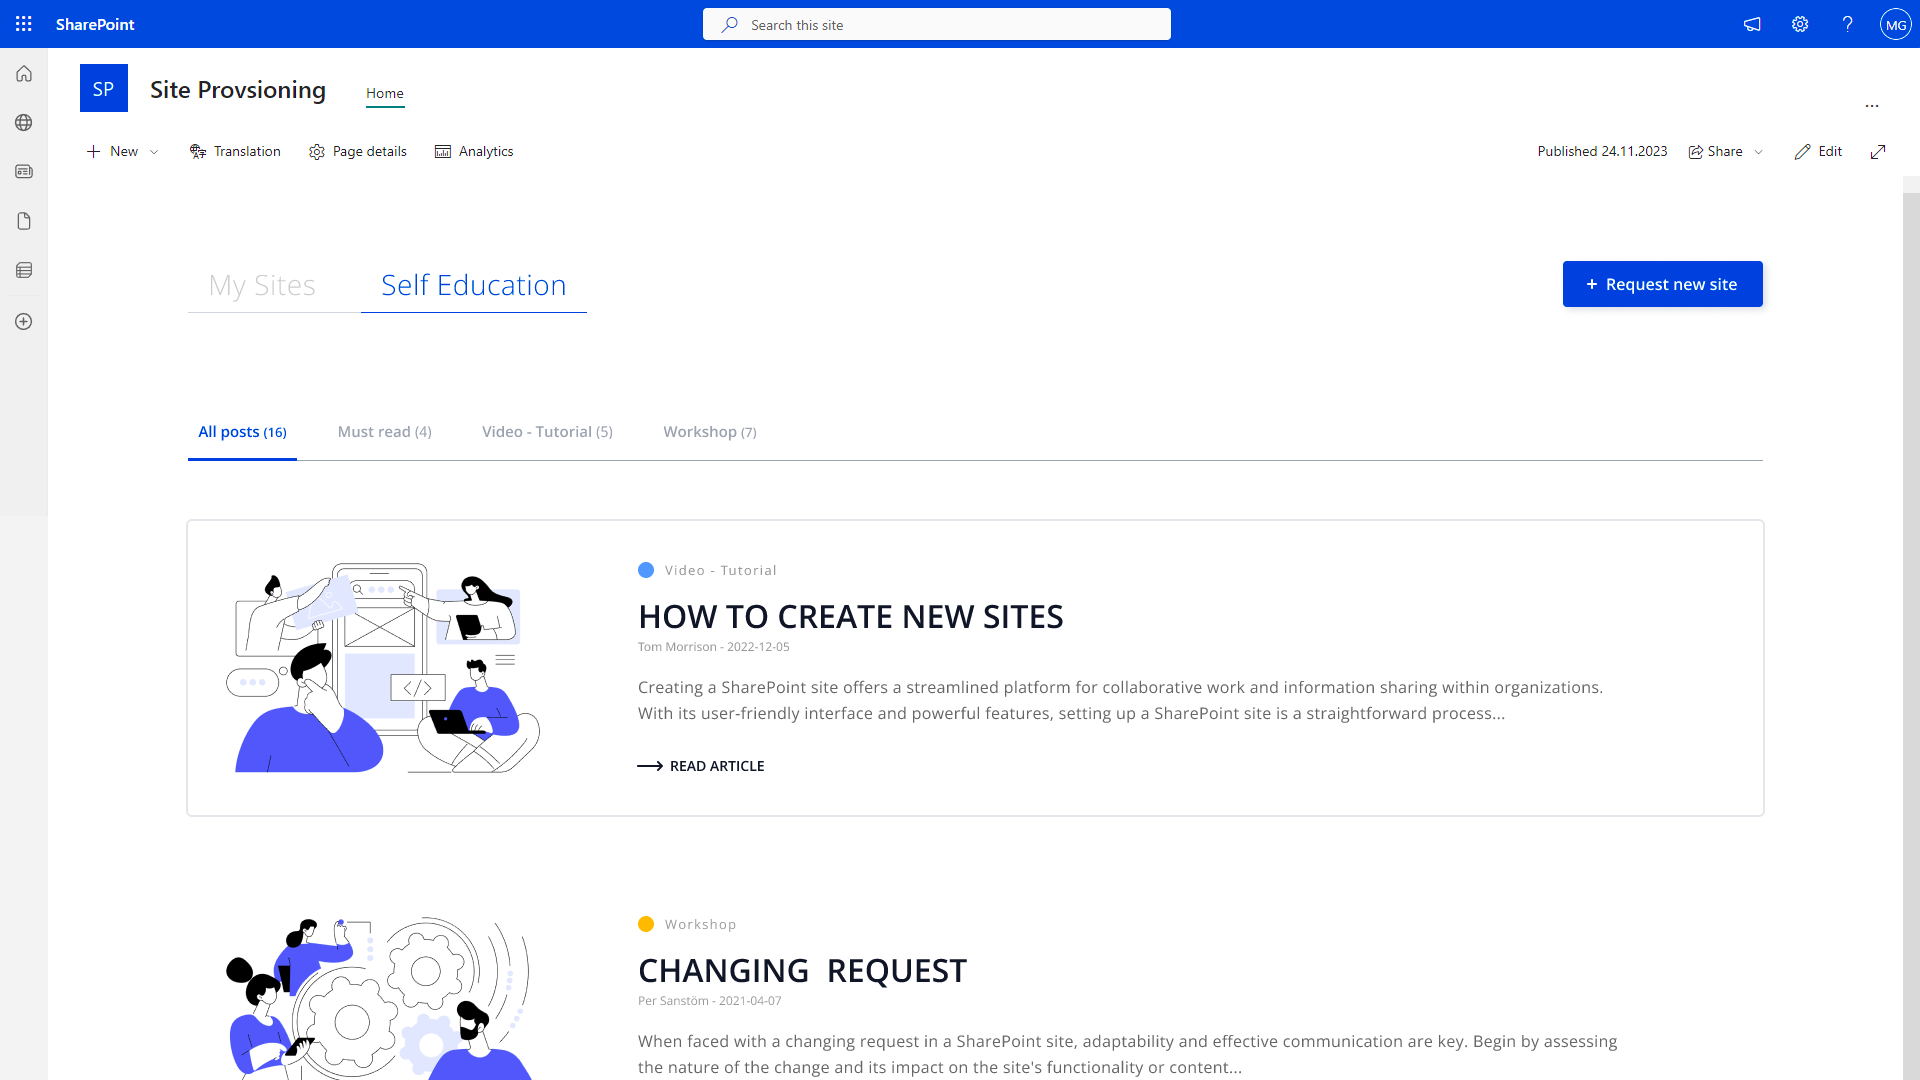 SharePoint
Search this site
MG
SP
Site Provsioning
Home
...
New
Translation
Page details
Analytics
Published 24.11.2023
Share
Edit
My Sites
Self Education
+ Request new site
All posts (16)
Must read (4)
Video - Tutorial (5)
Workshop (7)
Video - Tutorial
HOW TO CREATE NEW SITES
Tom Morrison - 2022-12-05
Creating a SharePoint site offers a streamlined platform for collaborative work and information sharing within organizations.
With its user-friendly interface and powerful features, setting up a SharePoint site is a straightforward process...
READ ARTICLE
</>
Workshop
CHANGING REQUEST
Per Sanstöm - 2021-04-07
When faced with a changing request in a SharePoint site, adaptability and effective communication are key. Begin by assessing
the nature of the change and its impact on the site's functionality or content...